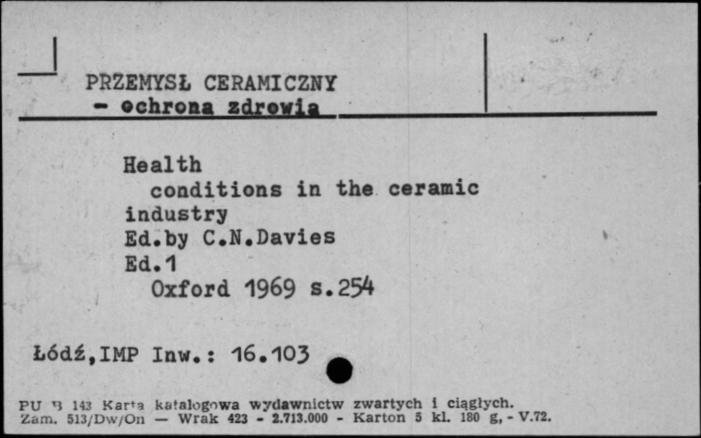 PRZEMYSŁ CERAMICZNY
- ochrona zdrowia
Health
conditions in the ceramic
industry
Ed.by C.N.Davies
Ed.1
Oxford 1969 s.254
Łódź,IMP Inw.: 16.103
PU B 143 Karta katalogowa wydawnictw zwartych i ciągłych.
Zam. 513/Dw/On — Wrak 423 - 2.713.000 - Karton 5 kl. 180 g, - V.72.